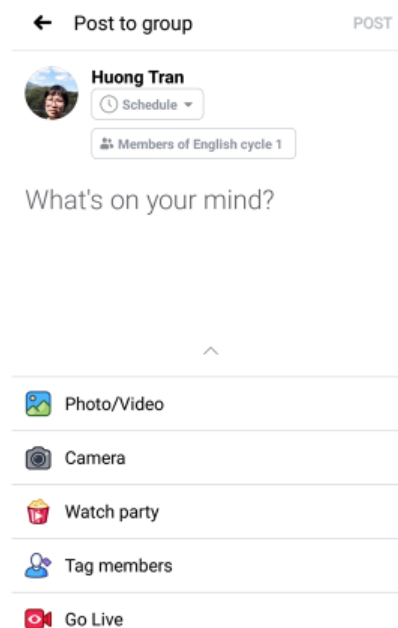 Post to group
POST
Huong Tran
Schedule
Members of English cycle 1
What's on your mind?
Photo/Video
Camera
Watch party
Tag members
Go Live